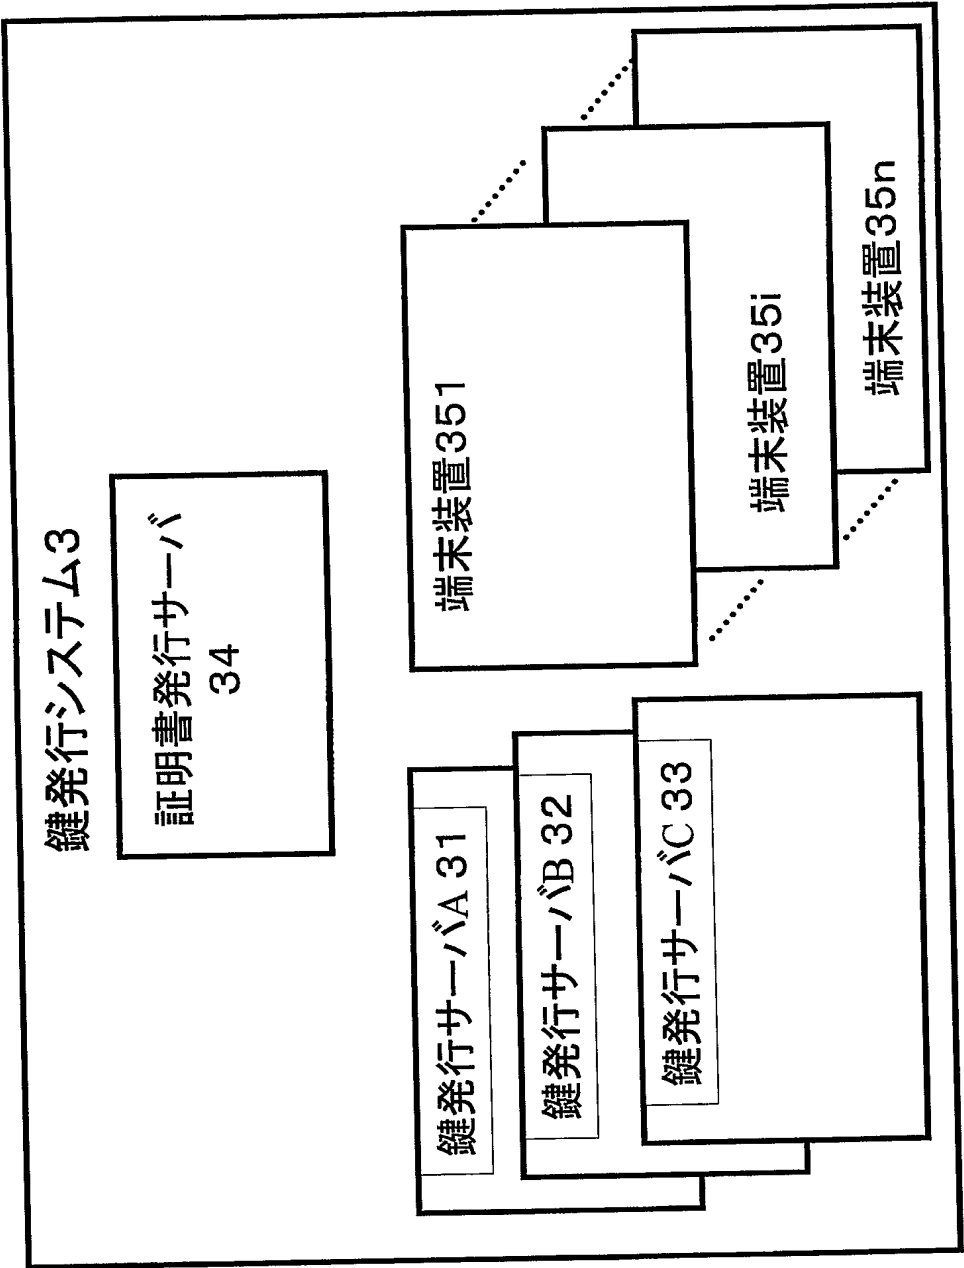 鍵発行システム3
証明書発行サーバ
34
鍵発行サーバA 31
鍵発行サーバB 32
鍵発行サーバC 33
端末装置351
端末装置35i
端末装置35n